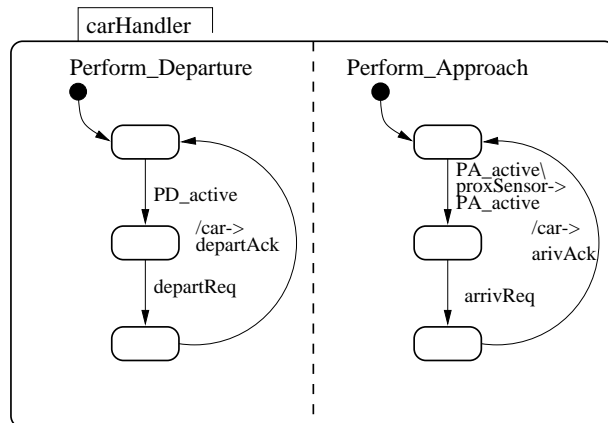 carHandler
Perform_Departure
PD_active
/car->
departAck
departReq
Perform_Approach
PA_active\
proxSensor->
PA_active
/car->
arivAck
arrivReq